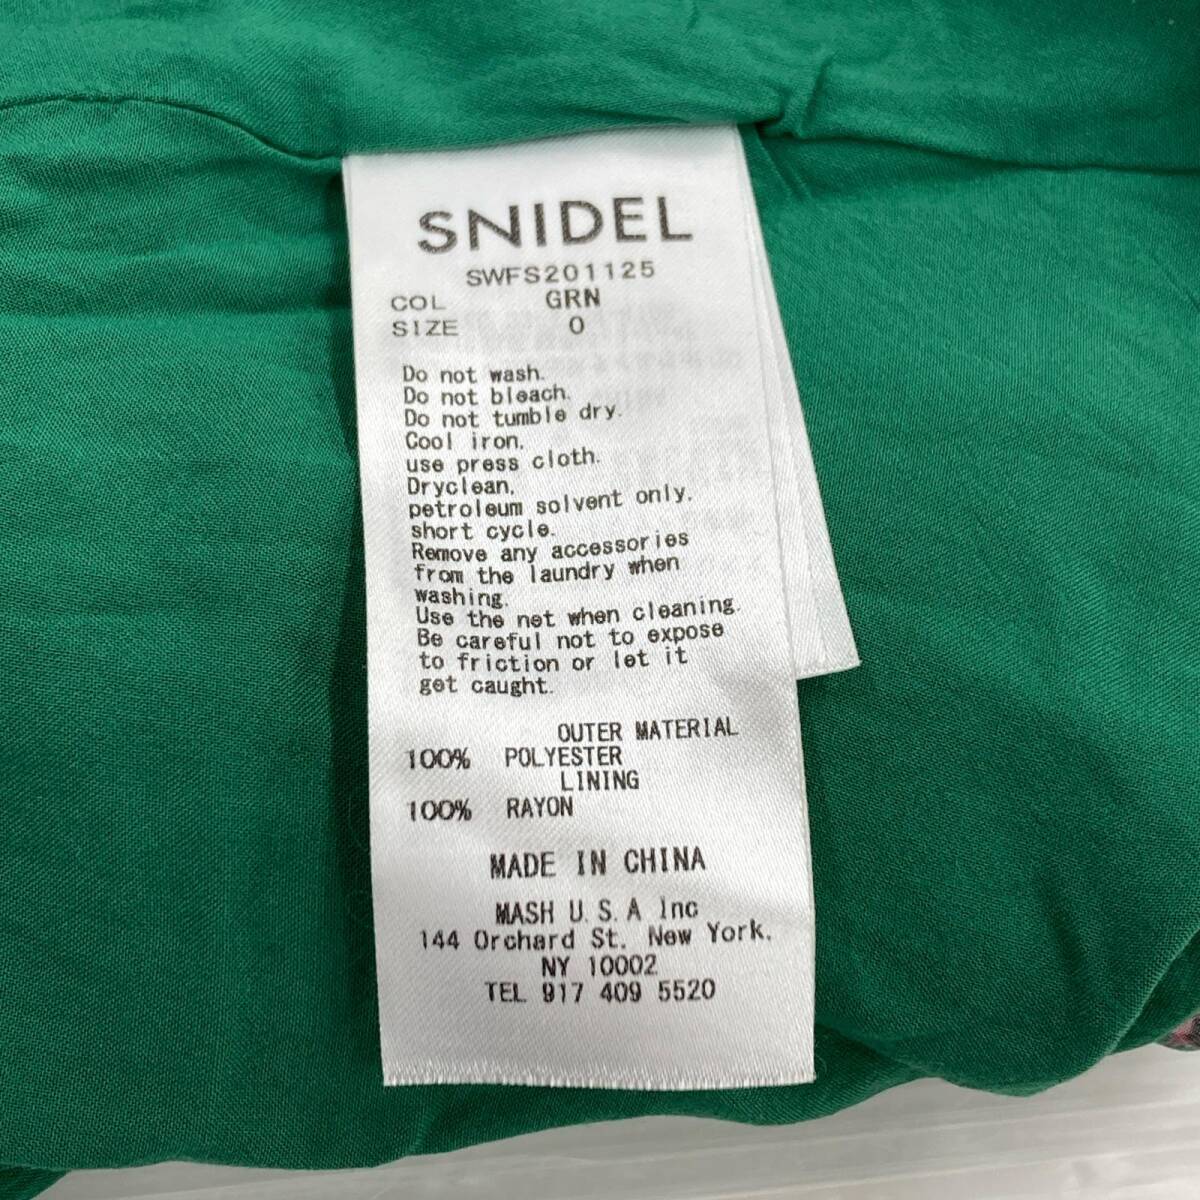 SNIDEL
SWFS201125
COL GRN
SIZE 0
Do not wash.
Do not bleach.
Do not tumble dry.
Cool iron.
use press cloth.
Dryclean.
petroleum solvent only.
short cycle.
Remove any accessories
from the laundry when
washing.
Use the net when cleaning.
Be careful not to expose
to friction or let it
get caught.
OUTER MATERIAL
100% POLYESTER
LINING
100% RAYON
MADE IN CHINA
MASH U.S.A Inc
144 Orchard St. New York.
NY 10002
TEL 917 409 5520